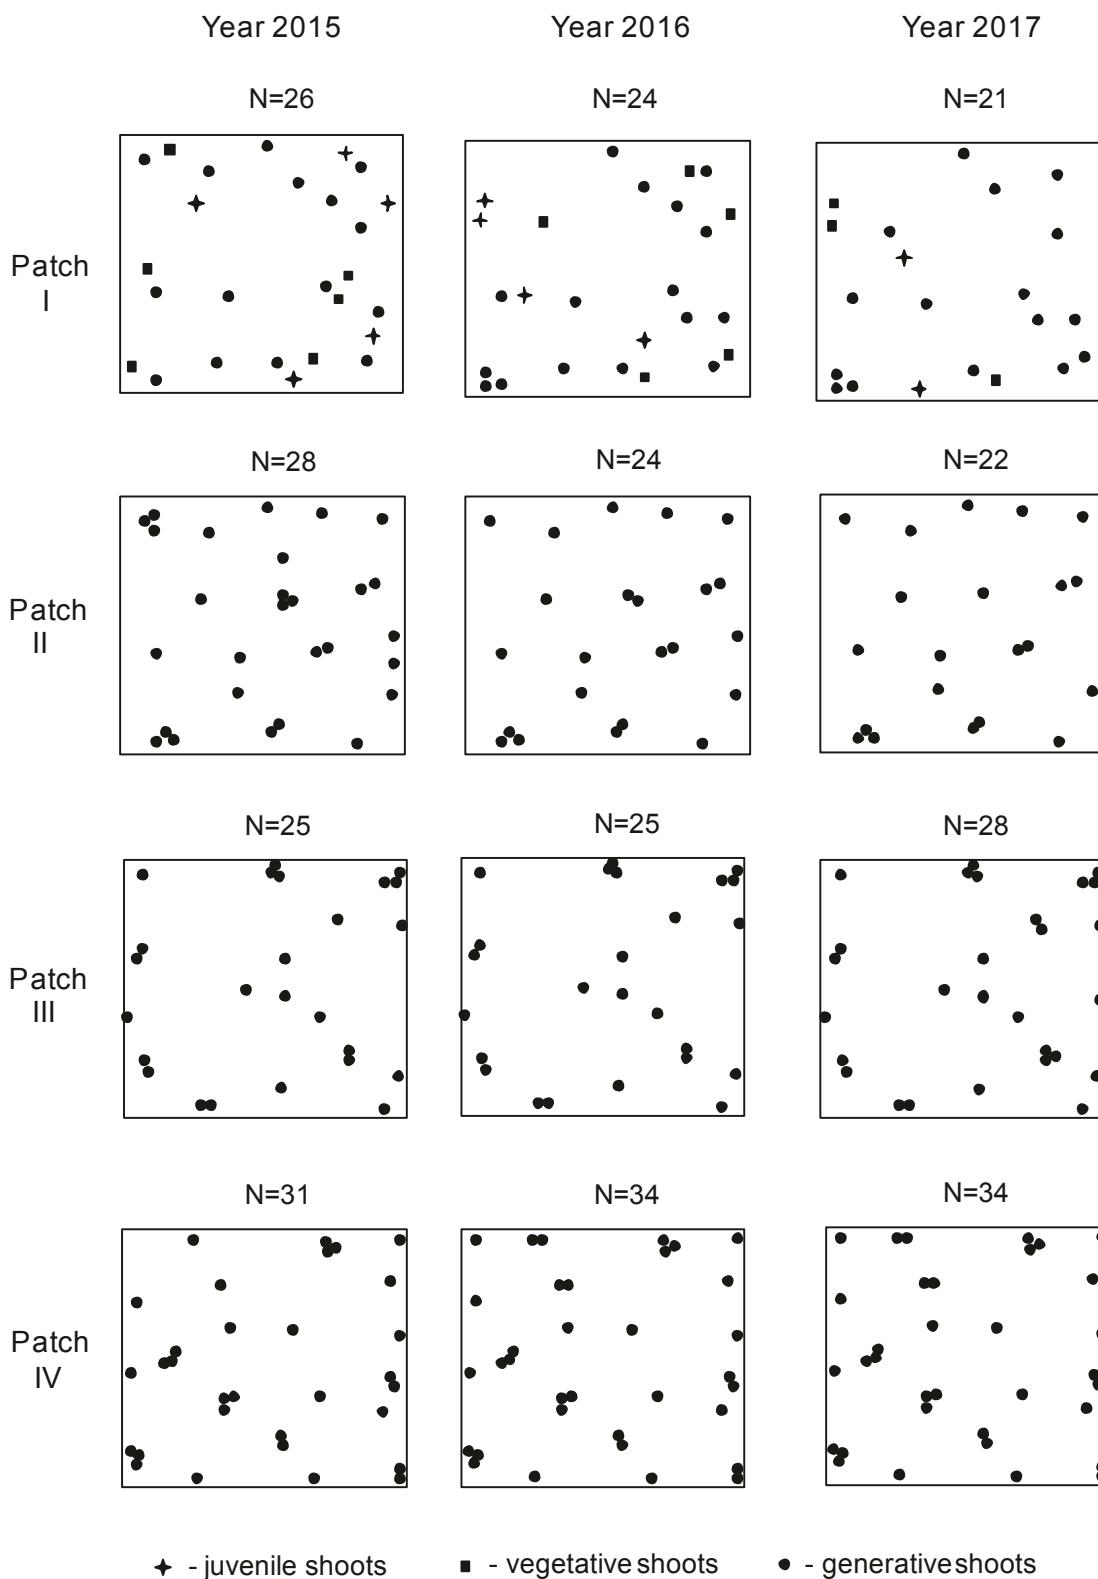 Year 2015 Year 2016 Year 2017
N=26 N=24 N=21
Patch
I
N=28 N=24 N=22
Patch
II
N=25 N=25 N=28
Patch
III
N=31 N=34 N=34
Patch
IV
- juvenile shoots - vegetative shoots - generative shoots